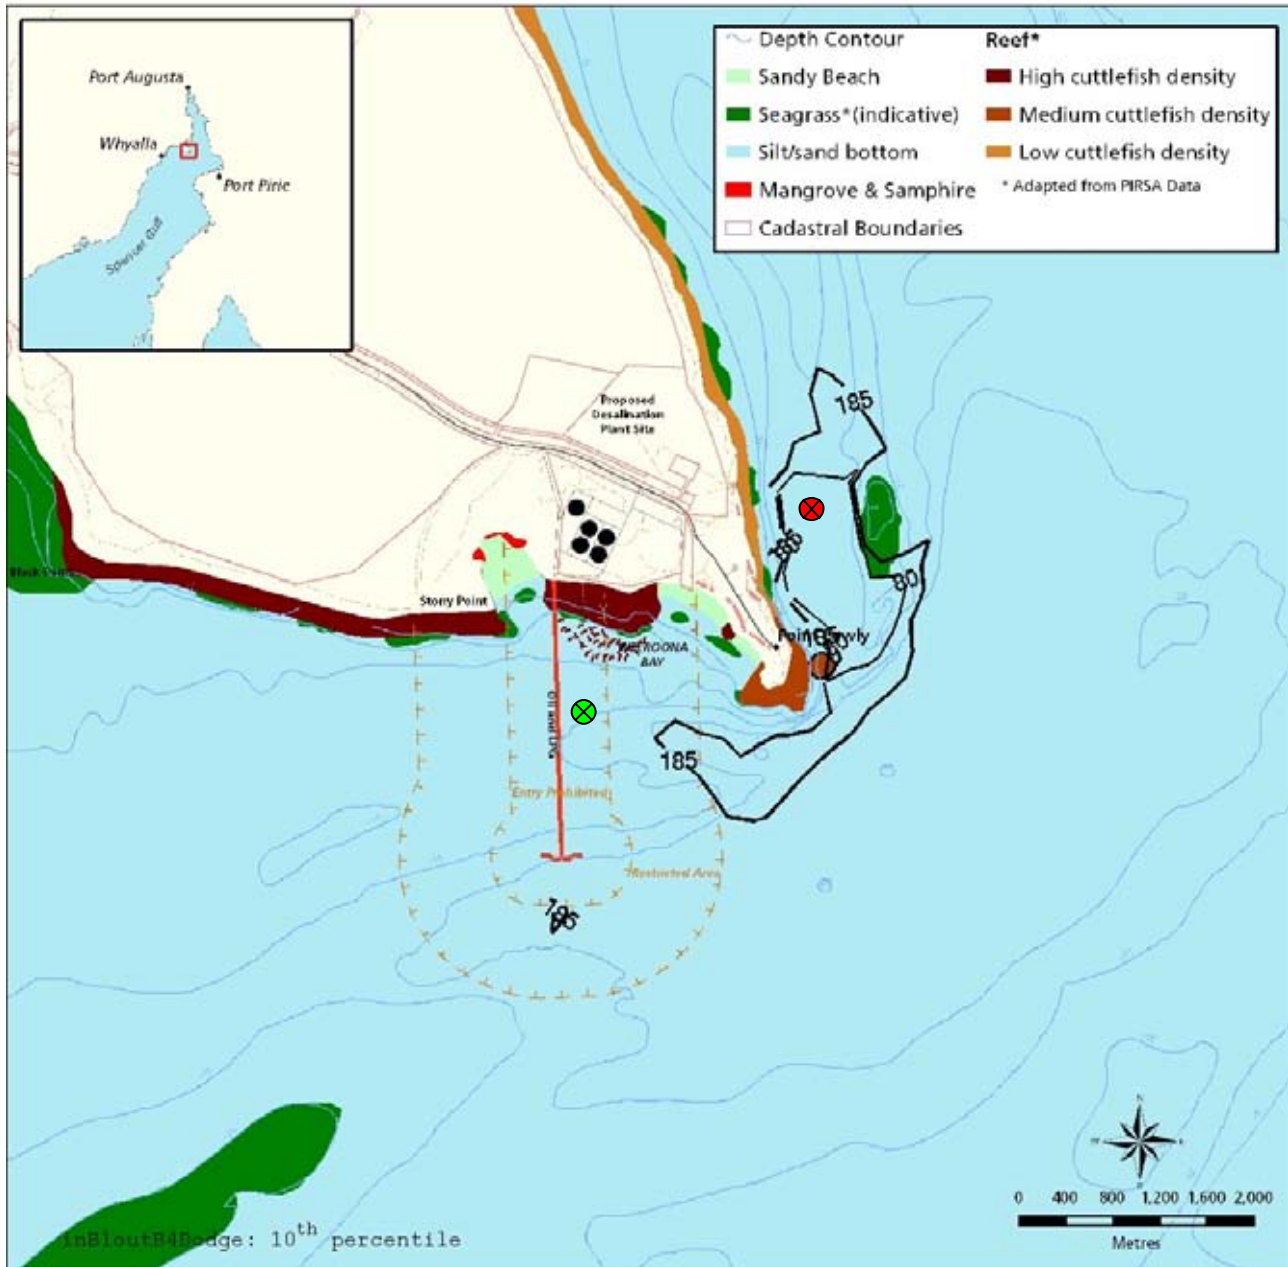 Port Augusta
Whyalla
Port Pirie
Spencer Gulf
Depth Contour
Sandy Beach
Seagrass*(indicative)
Silt/sand bottom
Mangrove & Samphire
Cadastral Boundaries
Reef*
High cuttlefish density
Medium cuttlefish density
Low cuttlefish density
* Adapted from PIRSA Data
Proposed
Desalination
Plant Site
185
80
Storry Point
BAY
185
Entry Prohibited
Restricted Area
N
0 400 800 1,200 1,600 2,000
Metres
10th percentile